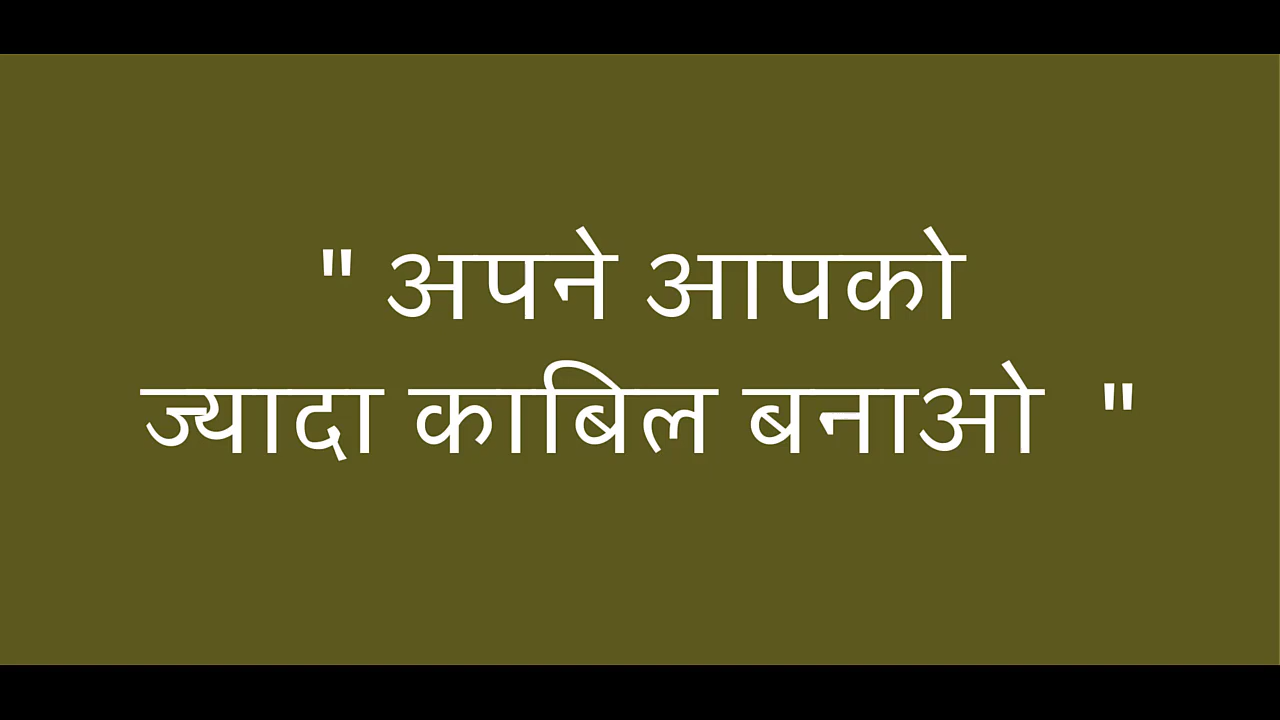 " अपने आपको
ज्यादा काबिल बनाओ "